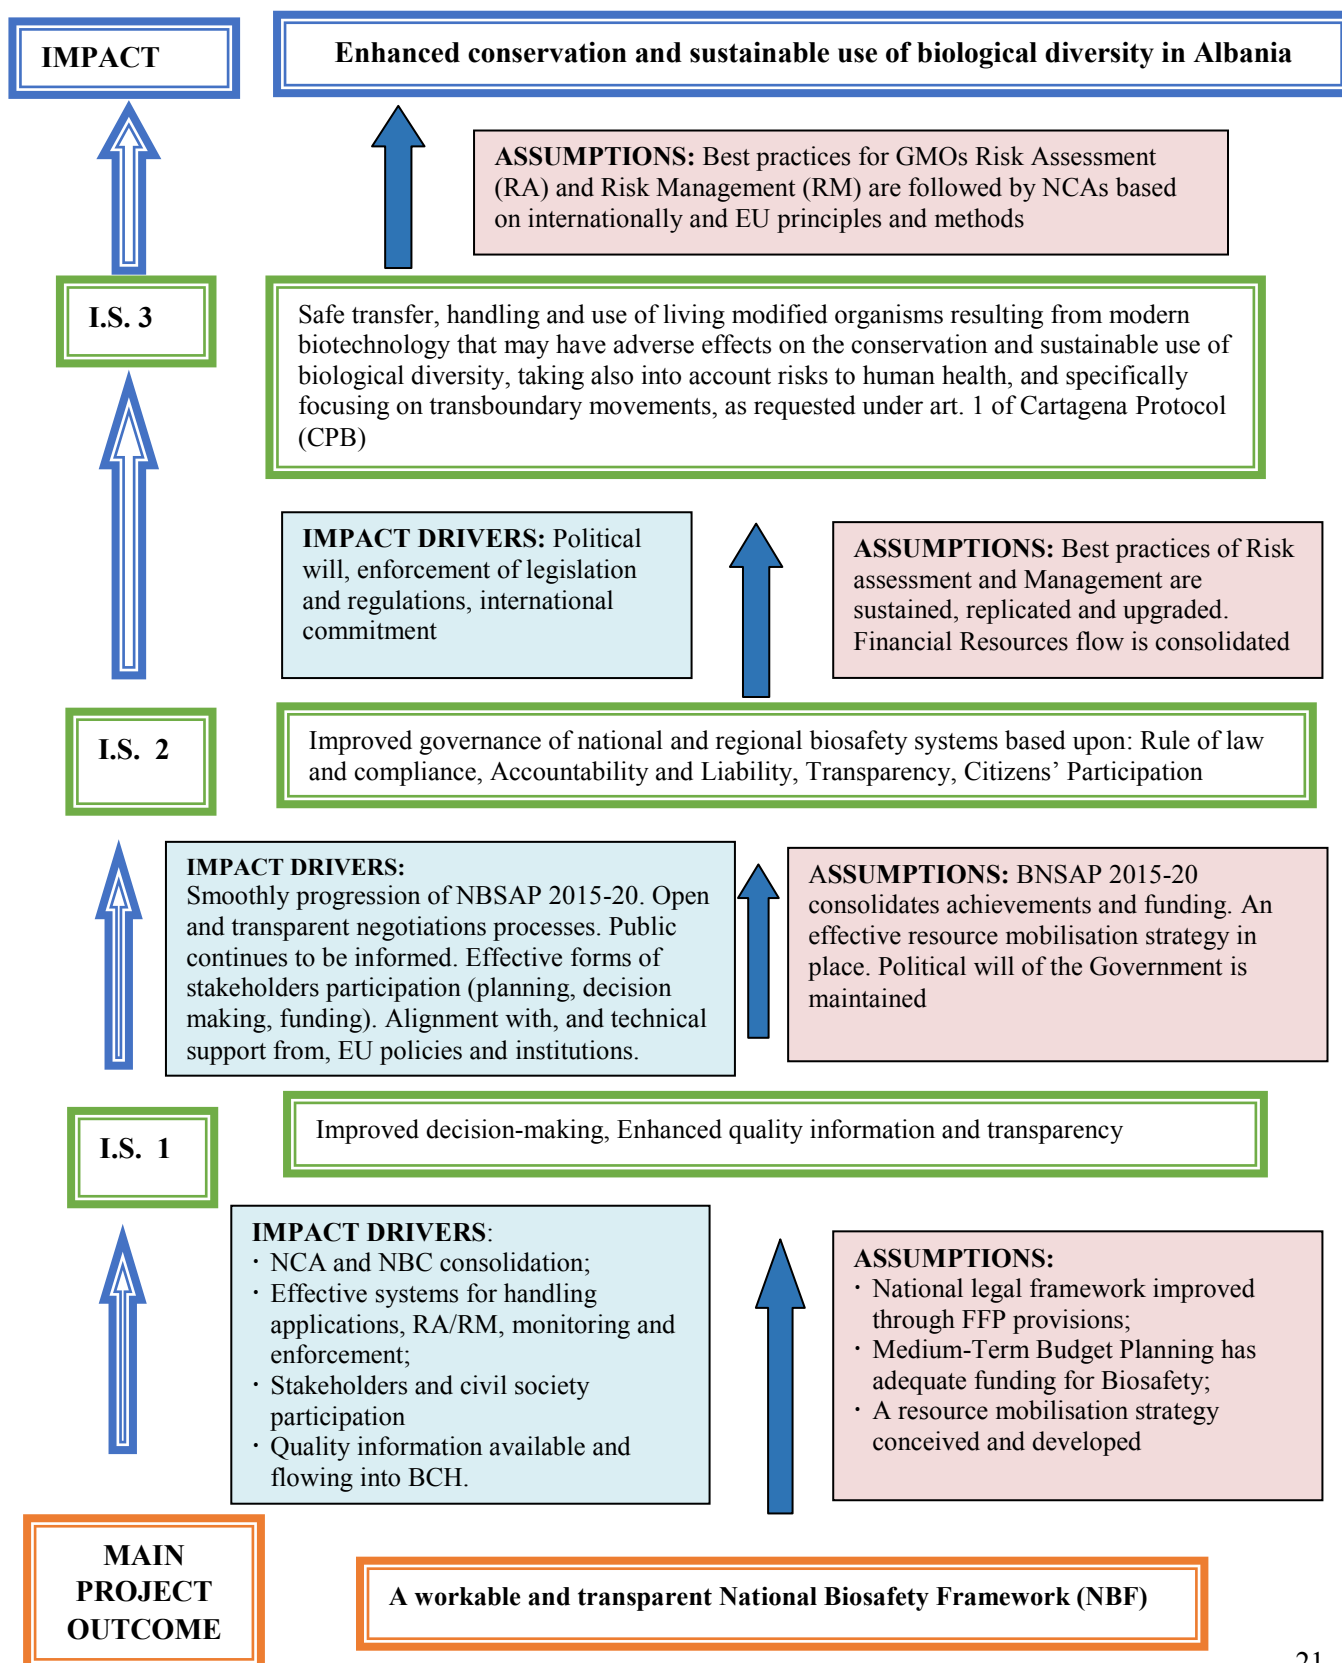 IMPACT
Enhanced conservation and sustainable use of biological diversity in Albania
ASSUMPTIONS: Best practices for GMOs Risk Assessment
(RA) and Risk Management (RM) are followed by NCAs based
on internationally and EU principles and methods
I.S. 3
Safe transfer, handling and use of living modified organisms resulting from modern
biotechnology that may have adverse effects on the conservation and sustainable use of
biological diversity, taking also into account risks to human health, and specifically
focusing on transboundary movements, as requested under art. 1 of Cartagena Protocol
(CPB)
IMPACT DRIVERS: Political
will, enforcement of legislation
and regulations, international
commitment
ASSUMPTIONS: Best practices of Risk
assessment and Management are
sustained, replicated and upgraded.
Financial Resources flow is consolidated
I.S. 2
Improved governance of national and regional biosafety systems based upon: Rule of law
and compliance, Accountability and Liability, Transparency, Citizens’ Participation
IMPACT DRIVERS:
Smoothly progression of NBSAP 2015-20. Open
and transparent negotiations processes. Public
continues to be informed. Effective forms of
stakeholders participation (planning, decision
making, funding). Alignment with, and technical
support from, EU policies and institutions.
ASSUMPTIONS: BNSAP 2015-20
consolidates achievements and funding. An
effective resource mobilisation strategy in
place. Political will of the Government is
maintained
I.S. 1
Improved decision-making, Enhanced quality information and transparency
IMPACT DRIVERS:
· NCA and NBC consolidation;
· Effective systems for handling
applications, RA/RM, monitoring and
enforcement;
· Stakeholders and civil society
participation
· Quality information available and
flowing into BCH.
ASSUMPTIONS:
· National legal framework improved
through FFP provisions;
· Medium-Term Budget Planning has
adequate funding for Biosafety;
· A resource mobilisation strategy
conceived and developed
MAIN
PROJECT
OUTCOME
A workable and transparent National Biosafety Framework (NBF)
21